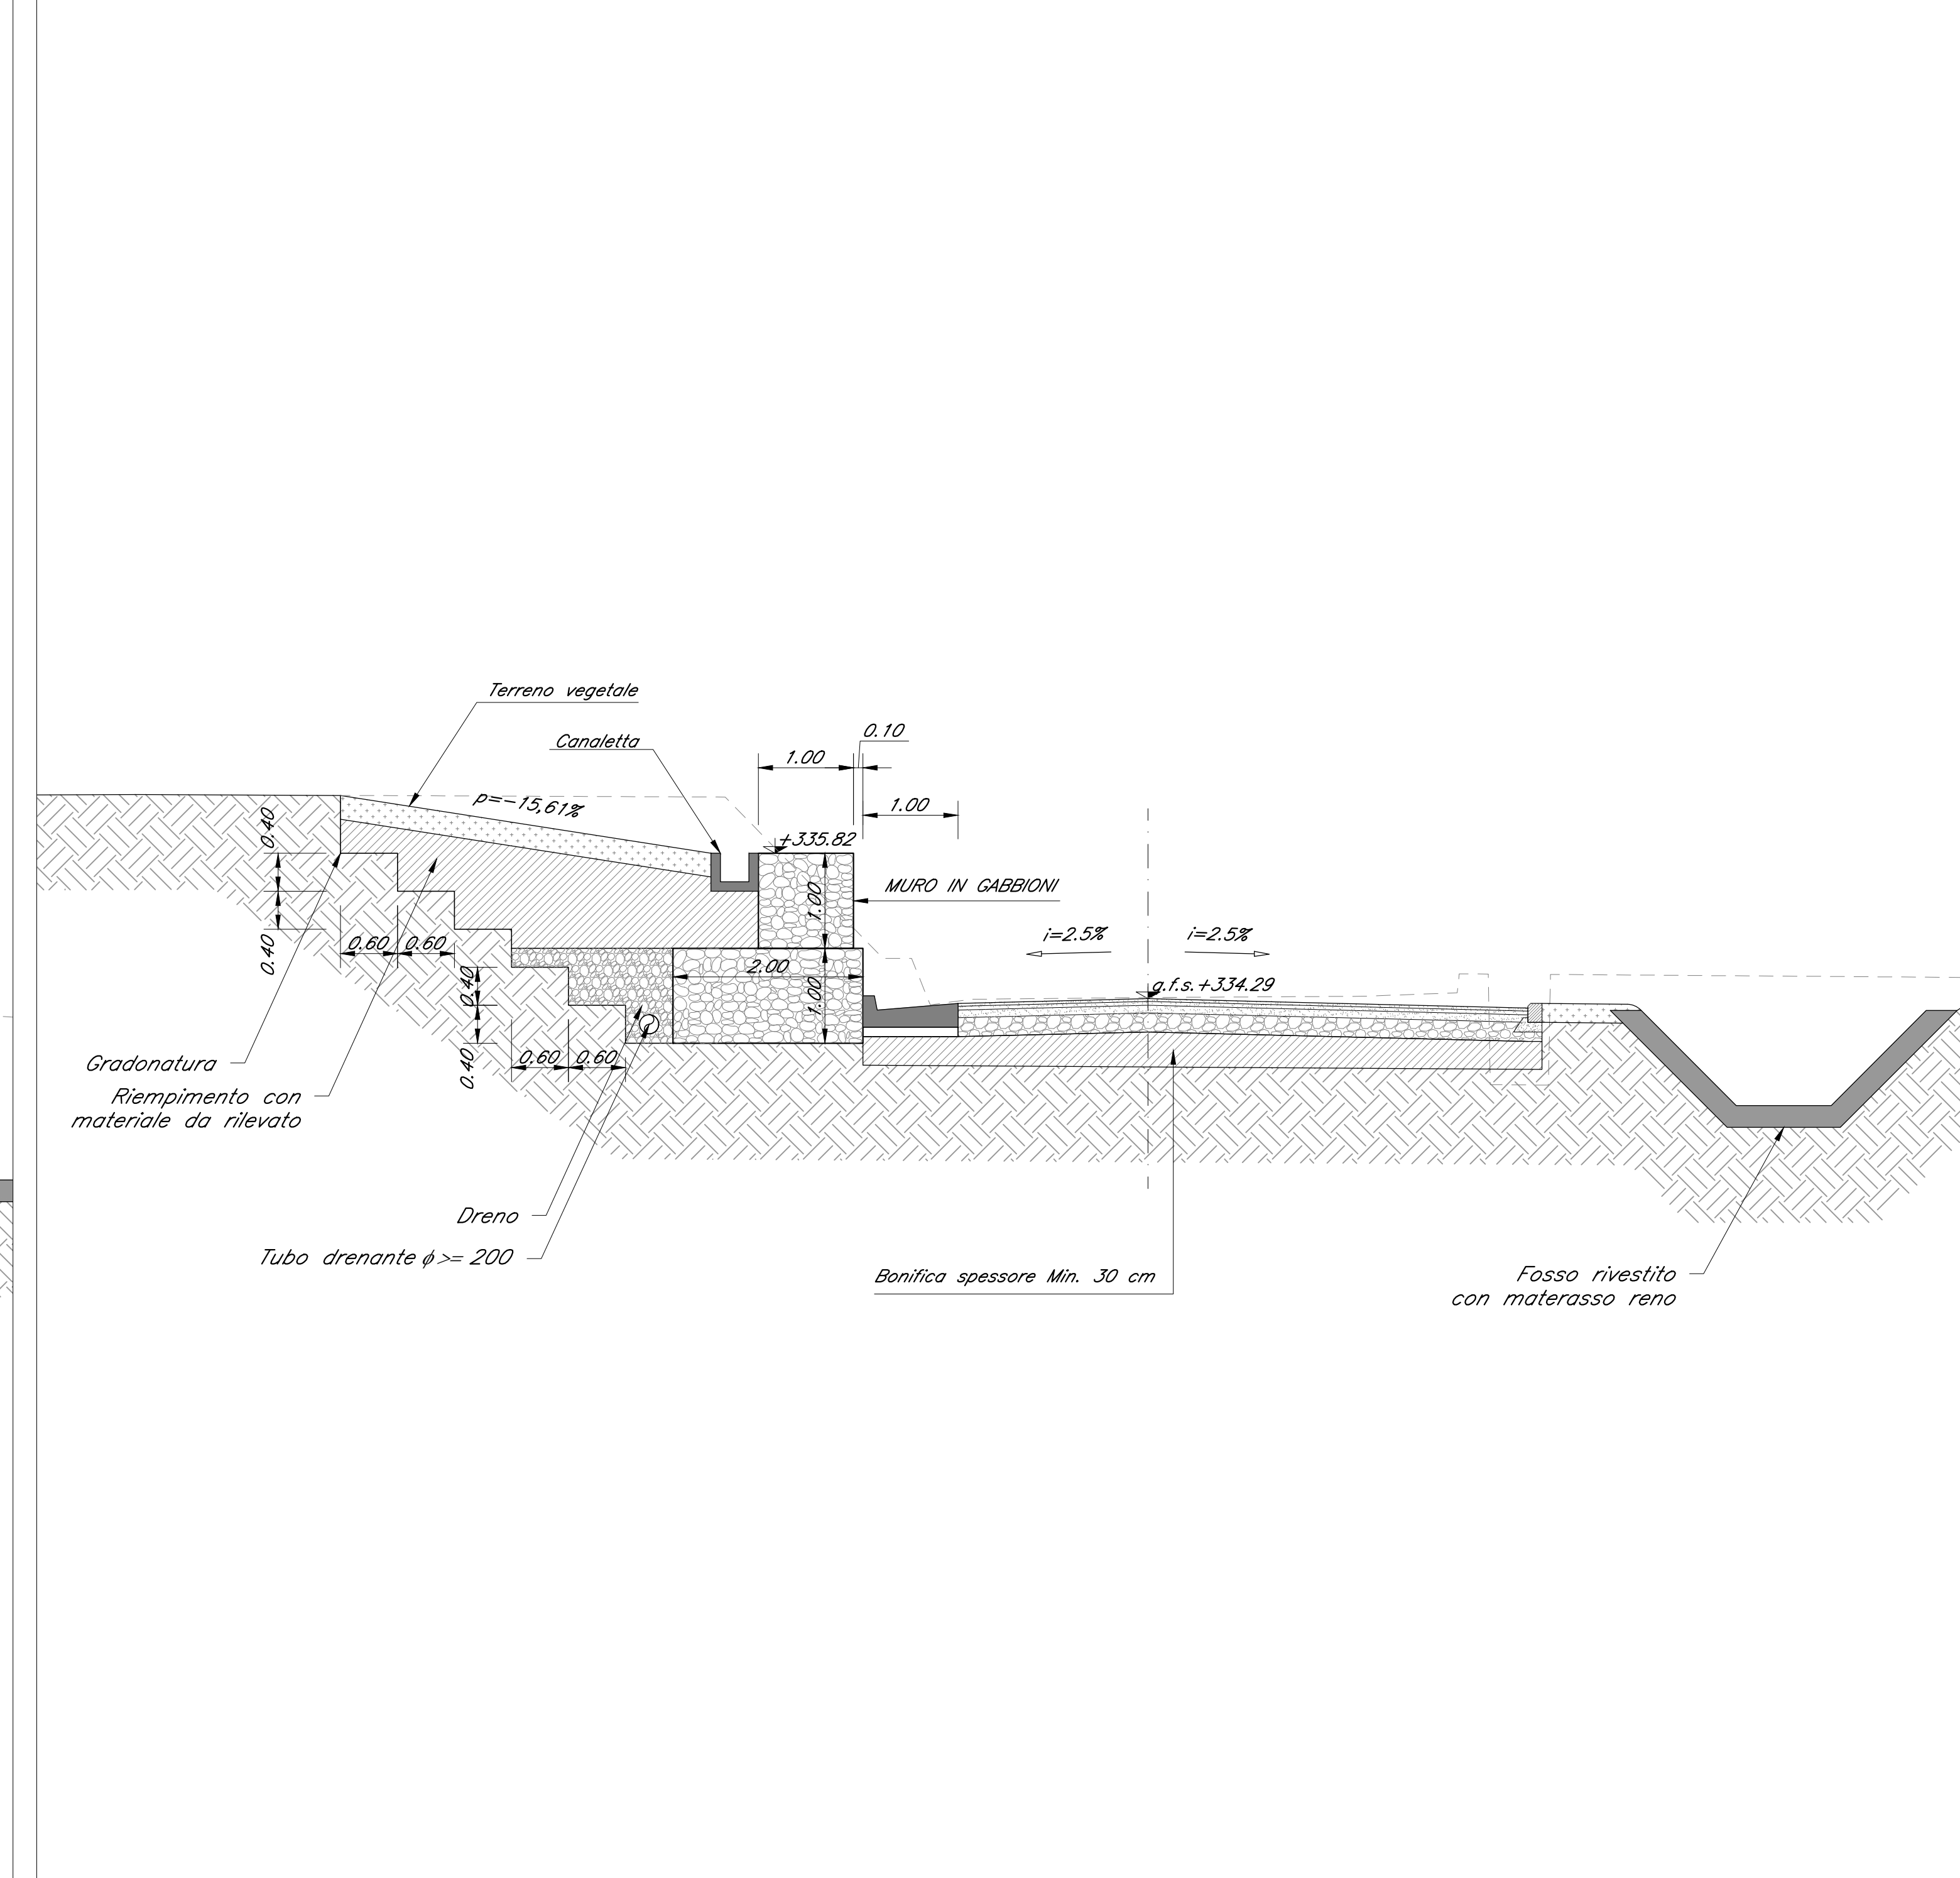 Terreno vegetale
Canaletta
0.10
1.00
p=-15,61%
1.00
0.40
+335.82
MURO IN GABBIONI
1.00
0.40
0.60
0.60
i=2.5%
i=2.5%
2.00
0.40
1.00
a.f.s.+334.29
Gradonatura
0.40
0.60
0.60
Riempimento con
materiale da rilevato
Dreno
Tubo drenante ϕ >= 200
Bonifica spessore Min. 30 cm
Fosso rivestito
con materasso reno